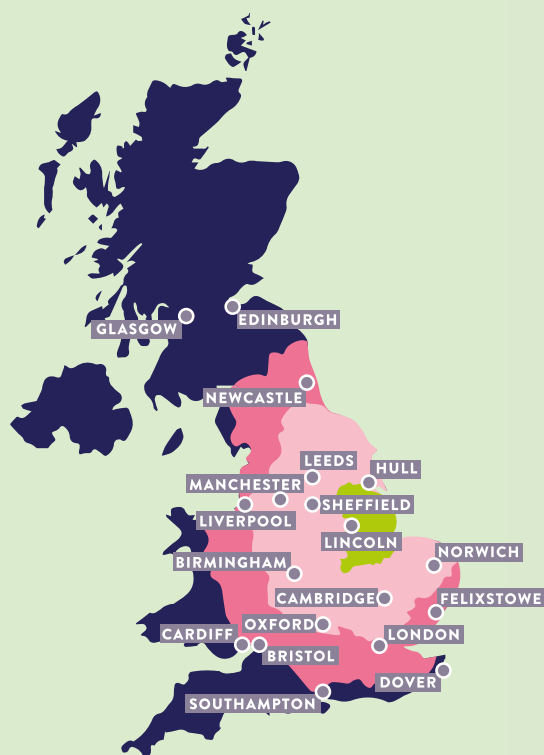 EDINBURGH
GLASGOW
NEWCASTLE
LEEDS
HULL
MANCHESTER
SHEFFIELD
LIVERPOOL
LINCOLN
NORWICH
BIRMINGHAM
CAMBRIDGE
FELIXSTOWE
OXFORD
CARDIFF
LONDON
BRISTOL
DOVER
SOUTHAMPTON